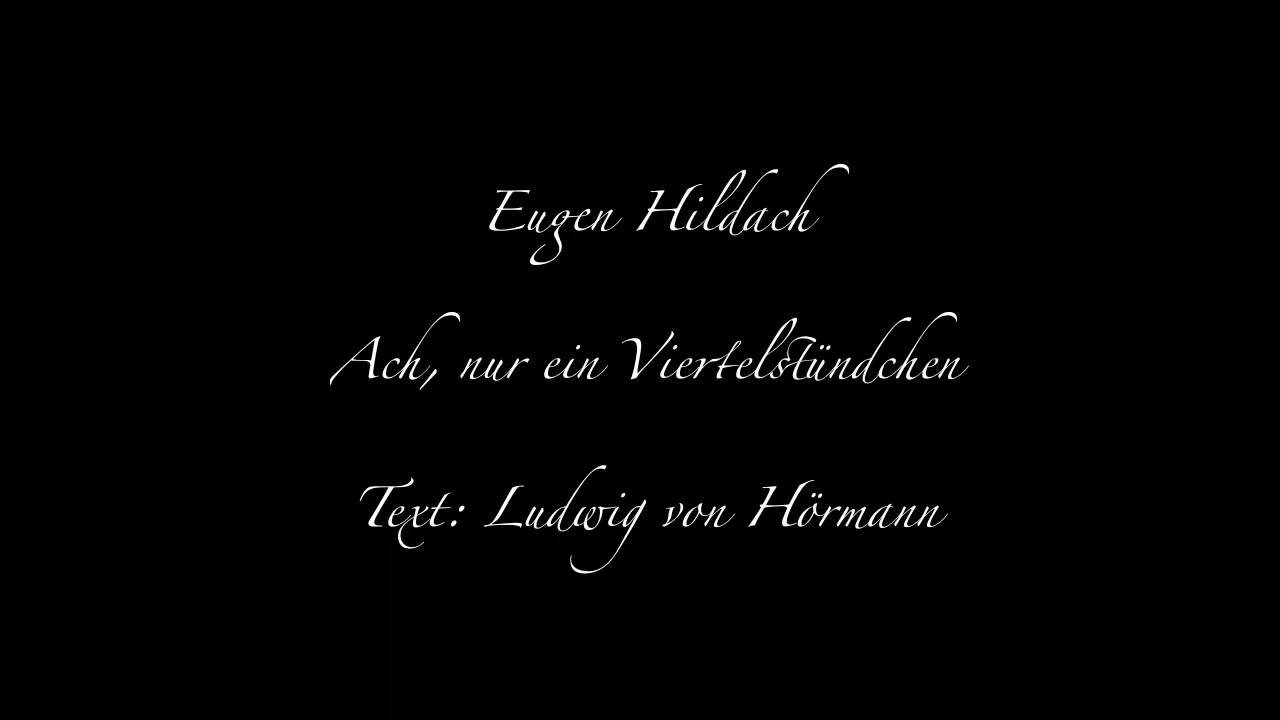 Eugen Hildach
Ach, nur ein Viertelstündchen
Text: Ludwig von Hörmann